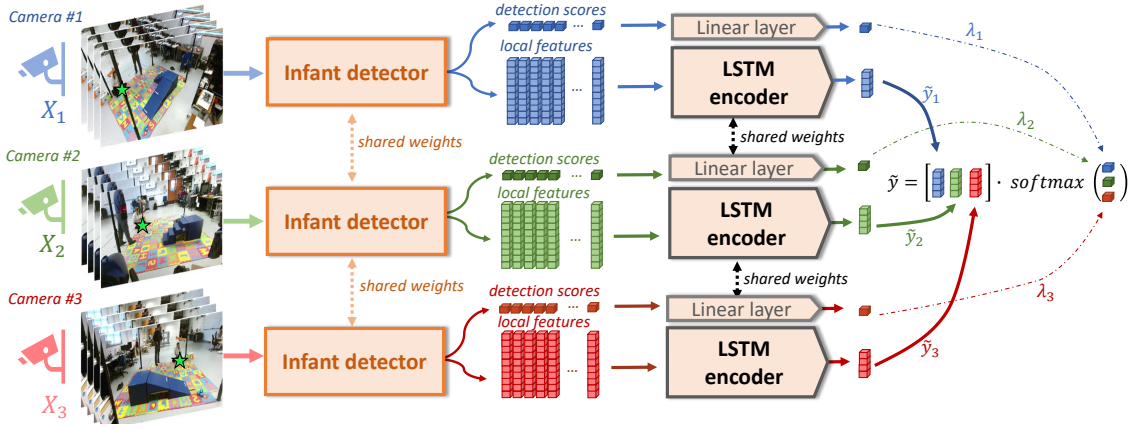 Camera #1
X₁
Infant detector
detection scores
...
local features
...
Linear layer
LSTM
encoder
λ₁
ỹ₁
shared weights
shared weights
Camera #2
X₂
Infant detector
detection scores
...
local features
...
Linear layer
LSTM
encoder
λ₂
ỹ₂
ỹ = [ ] · softmax ( )
shared weights
shared weights
Camera #3
X₃
Infant detector
detection scores
...
local features
...
Linear layer
LSTM
encoder
λ₃
ỹ₃